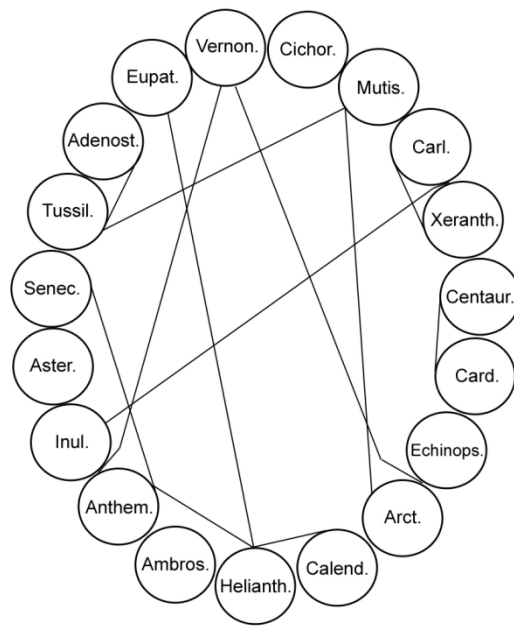 Vernon.
Cichor.
Eupat.
Mutis.
Adenost.
Carl.
Tussil.
Xeranth.
Senec.
Centaur.
Aster.
Card.
Inul.
Echinops.
Anthem.
Arct.
Ambros.
Calend.
Helianth.